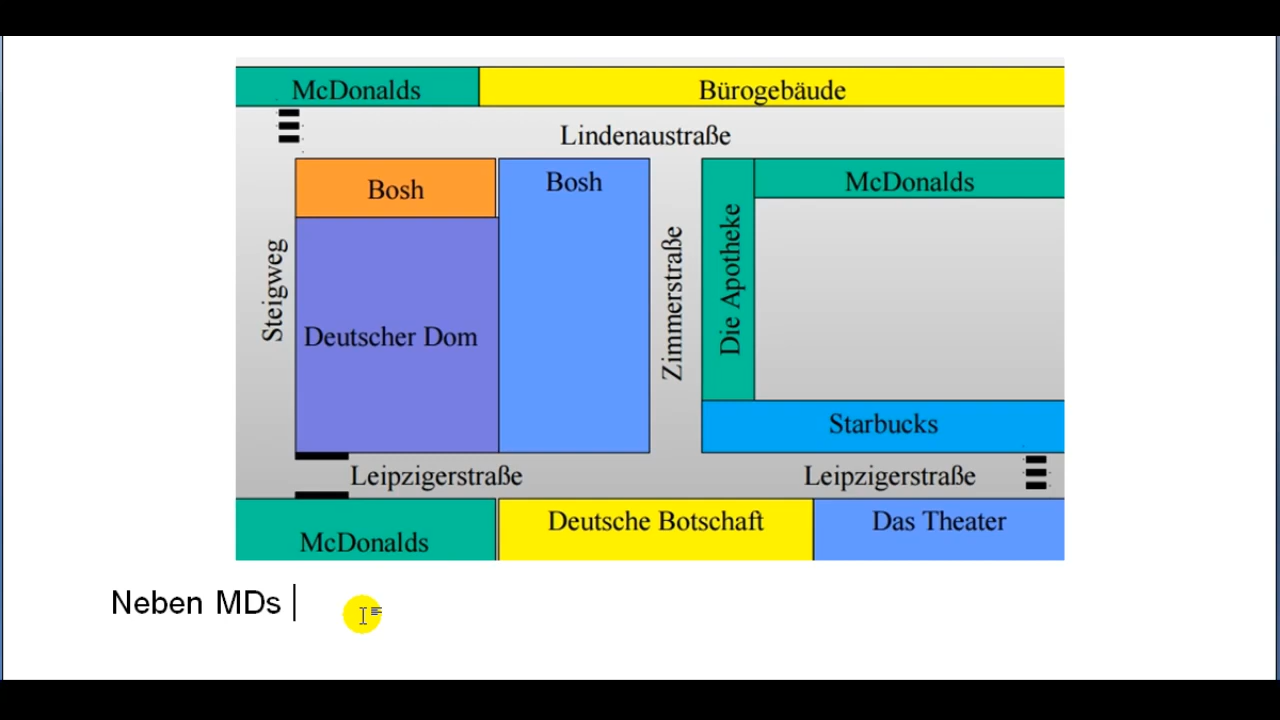 McDonalds Bürogebäude
Lindenaustraße
Bosh Bosh McDonalds
Steigweg
Deutscher Dom
Zimmerstraße
Die Apotheke
Starbucks
Leipzigerstraße Leipzigerstraße
McDonalds Deutsche Botschaft Das Theater
Neben MDs